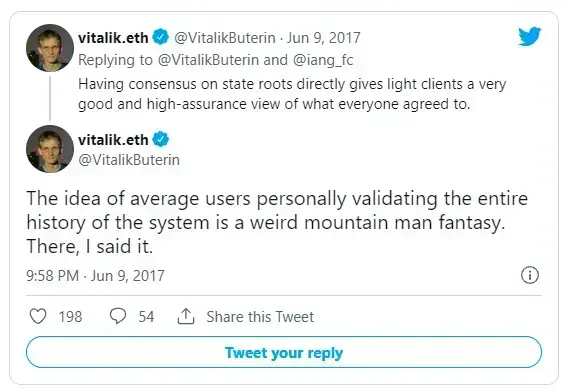 vitalik.eth @VitalikButerin · Jun 9, 2017
Replying to @VitalikButerin and @iang_fc
Having consensus on state roots directly gives light clients a very
good and high-assurance view of what everyone agreed to.
vitalik.eth
@VitalikButerin
The idea of average users personally validating the entire
history of the system is a weird mountain man fantasy.
There, I said it.
9:58 PM · Jun 9, 2017
198 54 Share this Tweet
Tweet your reply